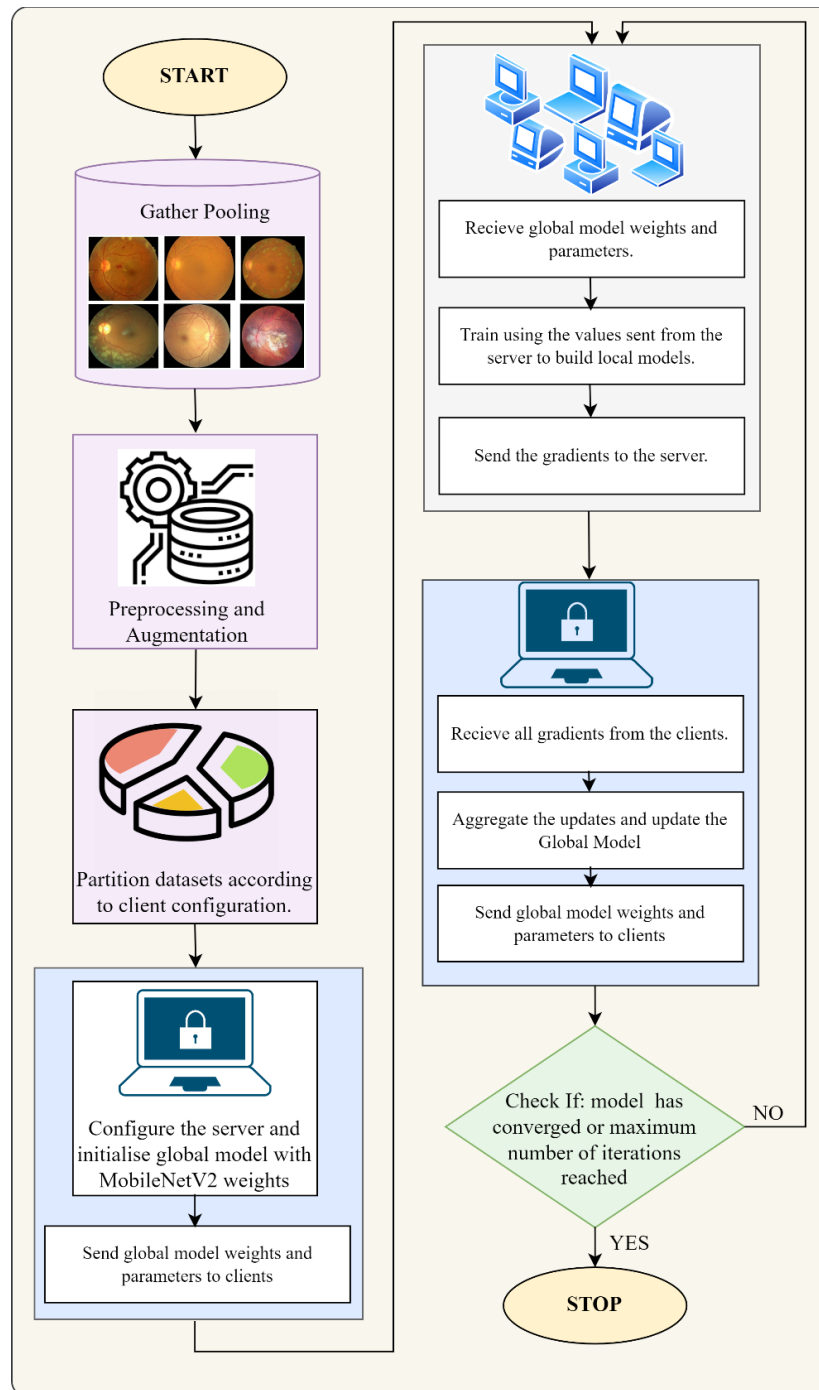 START
Gather Pooling
Preprocessing and
Augmentation
Partition datasets according
to client configuration.
Configure the server and
initialise global model with
MobileNetV2 weights
Send global model weights and
parameters to clients
Recieve global model weights and
parameters.
Train using the values sent from the
server to build local models.
Send the gradients to the server.
Recieve all gradients from the clients.
Aggregate the updates and update the
Global Model
Send global model weights and
parameters to clients
Check If: model has
converged or maximum
number of iterations
reached
NO
YES
STOP